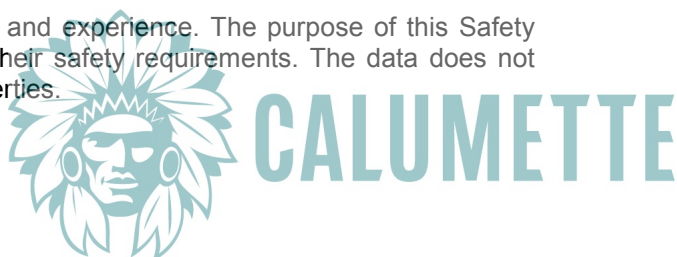 and experience. The purpose of this Safety
heir safety requirements. The data does not
erties.
CALUMETTE